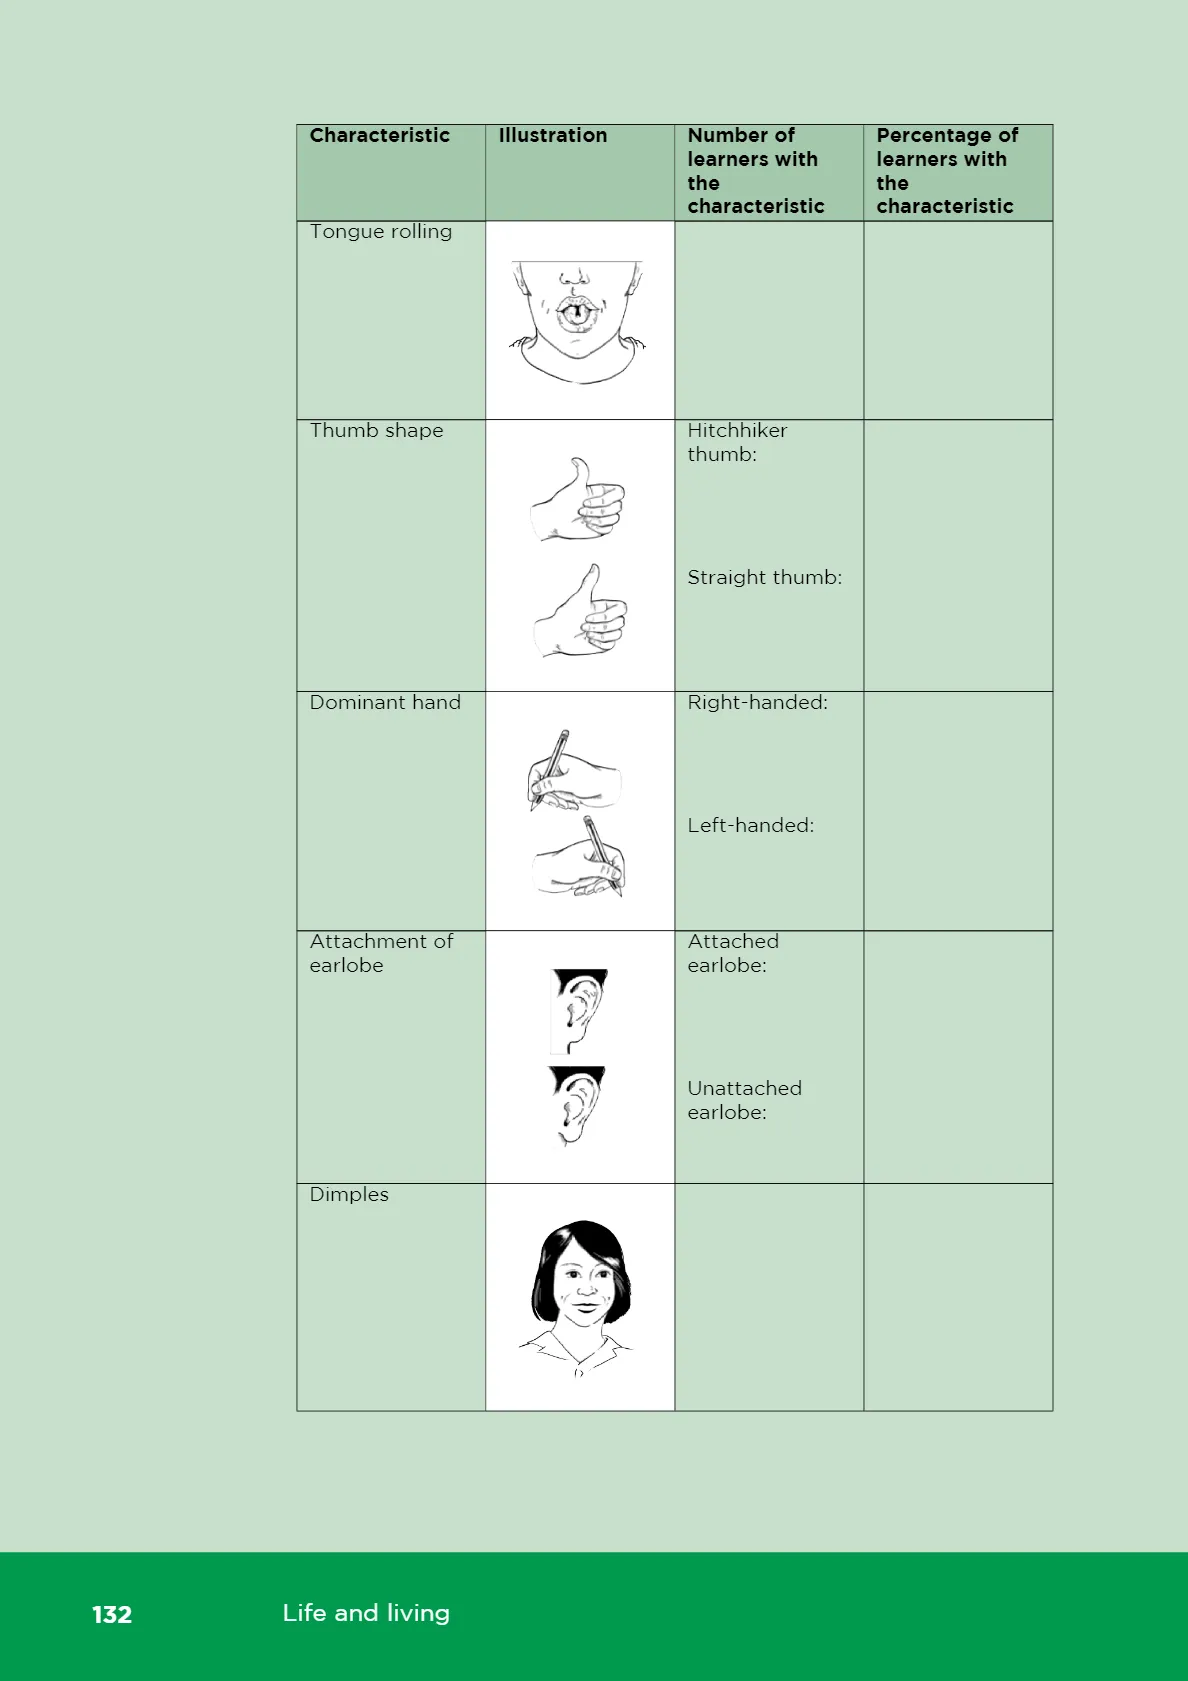 Characteristic
Illustration
Number of
learners with
the
characteristic
Percentage of
learners with
the
characteristic
Tongue rolling
Thumb shape
Hitchhiker
thumb:
Straight thumb:
Dominant hand
Right-handed:
Left-handed:
Attachment of
earlobe
Attached
earlobe:
Unattached
earlobe:
Dimples
132
Life and living